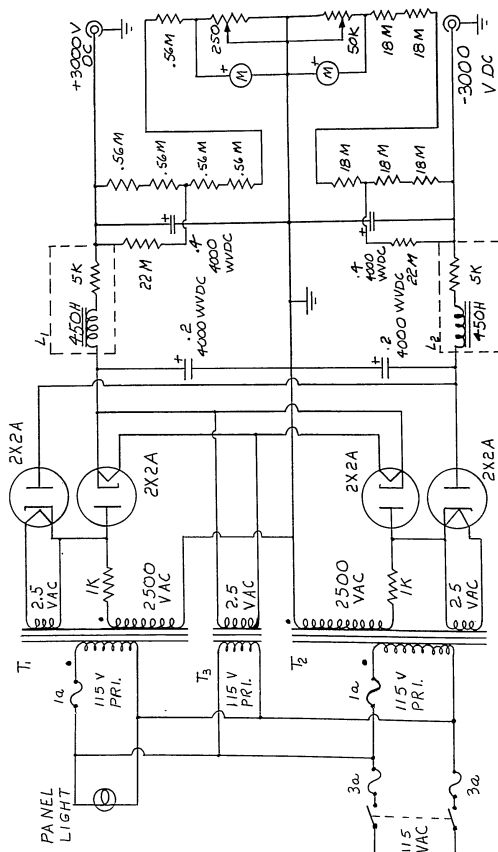 +3000V
DC
.56M
250
50K
18M
18M
-3000
V DC
M
M
+
+
.56M
.56M
.56M
.56M
18M
18M
18M
L1
450H
5K
22M
+
.4
4000
WVDC
.4
4000
WVDC
22M
+
5K
L2
450H
+
.2
4000 WVDC
+
.2
4000 WVDC
2X2A
2X2A
2X2A
2X2A
2.5
VAC
1K
2500
VAC
2.5
VAC
2500
VAC
1K
2.5
VAC
T1
T3
T2
1a
115V
PRI.
115V
PRI.
1a
115V
PRI.
PANEL
LIGHT
3a
3a
115
VAC